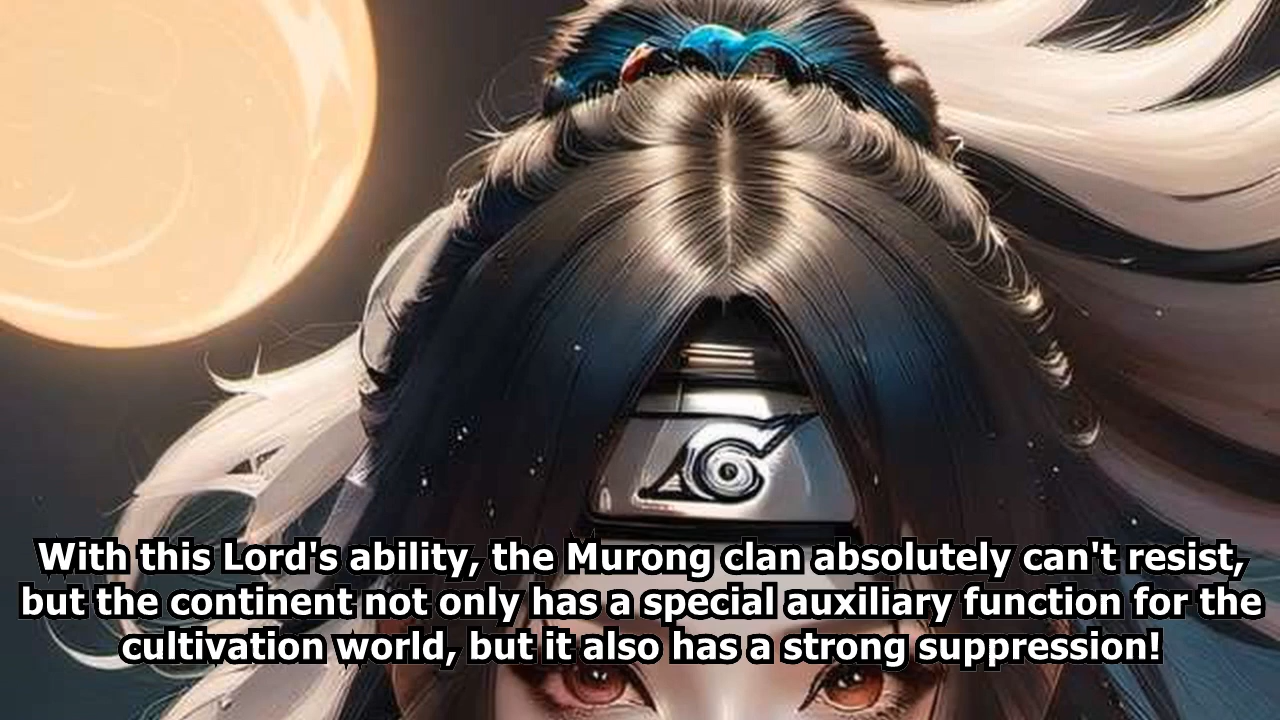 With this Lord's ability, the Murong clan absolutely can't resist,
but the continent not only has a special auxiliary function for the
cultivation world, but it also has a strong suppression!